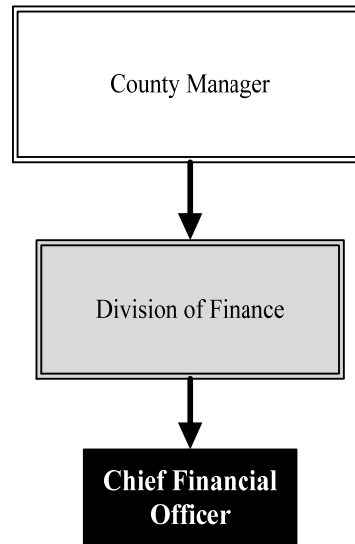 County Manager
Division of Finance
Chief Financial
Officer